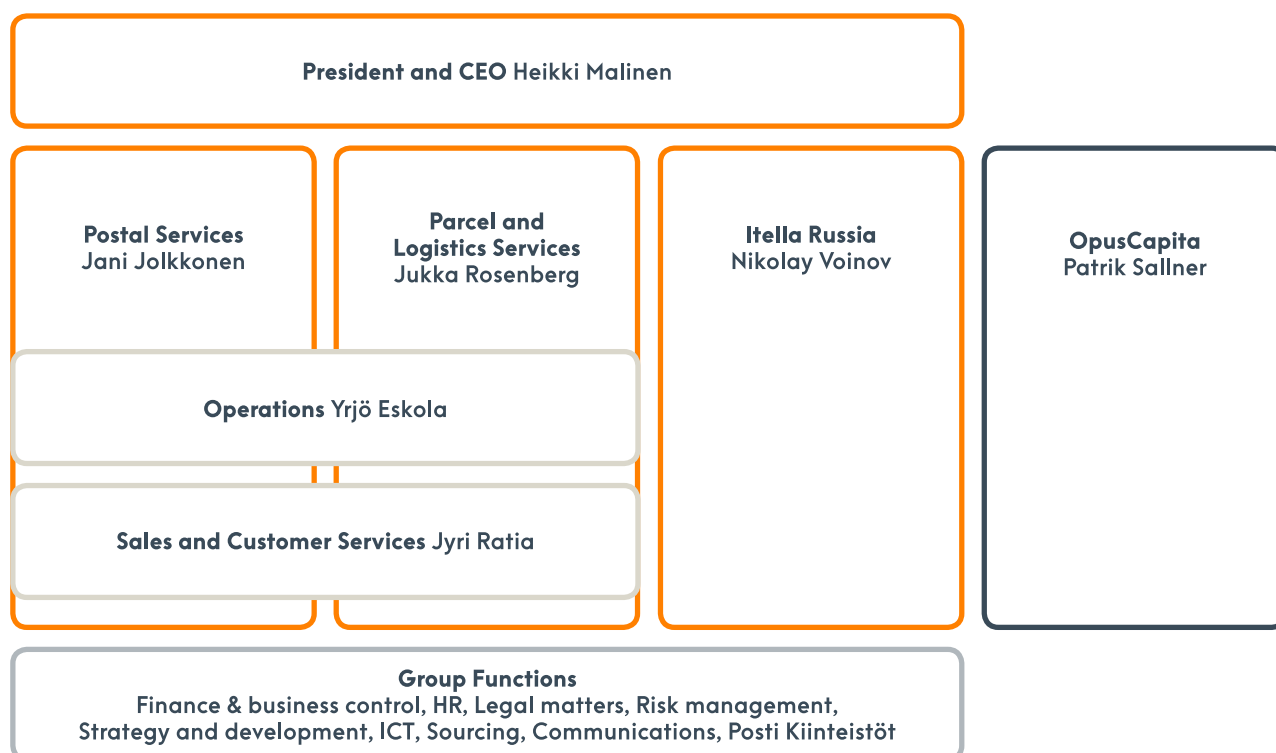 President and CEO Heikki Malinen
Postal Services
Jani Jolkkonen
Parcel and
Logistics Services
Jukka Rosenberg
Itella Russia
Nikolay Voinov
OpusCapita
Patrik Sallner
Operations Yrjö Eskola
Sales and Customer Services Jyri Ratia
Group Functions
Finance & business control, HR, Legal matters, Risk management,
Strategy and development, ICT, Sourcing, Communications, Posti Kiinteistöt